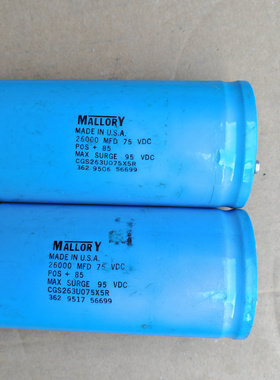 MALLORY
MADE IN U.S.A.
26000 MFD 75 VDC
POS + 85
MAX SURGE 95 VDC
CGS263U075X5R
362 9506 56699
MALLORY
MADE IN U.S.A.
26000 MFD 75 VDC
POS + 85
MAX SURGE 95 VDC
CGS263U075X5R
362 9517 56699